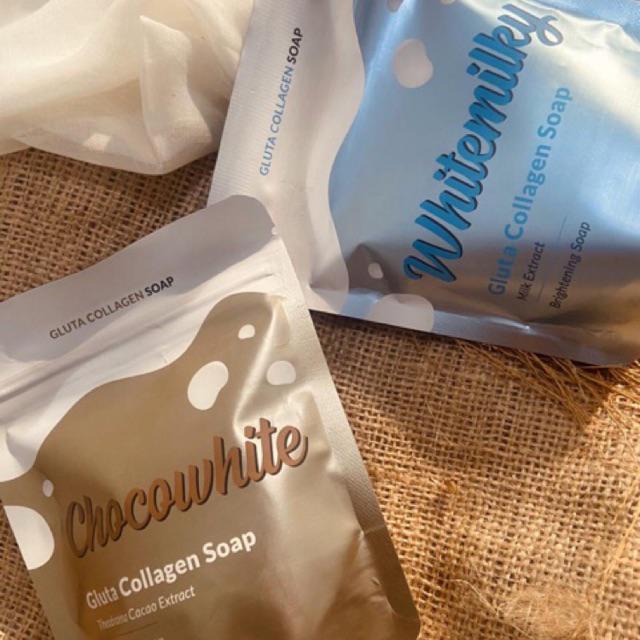 GLUTA COLLAGEN SOAP
Whitemilky
Gluta Collagen Soap
Milk Extract
Brightening Soap
GLUTA COLLAGEN SOAP
Chocowhite
Gluta Collagen Soap
Cacao Extract